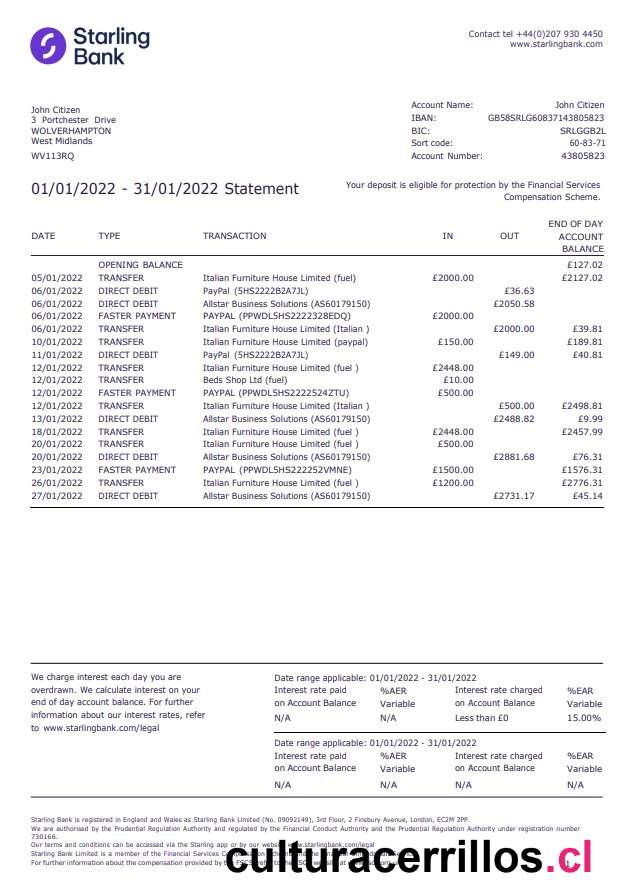 Starling
Bank
Contact tel +44(0)207 930 4450
www.starlingbank.com
John Citizen
3 Portchester Drive
WOLVERHAMPTON
West Midlands
WV113RQ
Account Name: John Citizen
IBAN: GB58SRLG60837143805823
BIC: SRLGGB2L
Sort code: 60-83-71
Account Number: 43805823
01/01/2022 - 31/01/2022 Statement
Your deposit is eligible for protection by the Financial Services
Compensation Scheme.
DATE TYPE TRANSACTION IN OUT END OF DAY
ACCOUNT
BALANCE
OPENING BALANCE £127.02
05/01/2022 TRANSFER Italian Furniture House Limited (fuel) £2000.00 £2127.02
06/01/2022 DIRECT DEBIT PayPal (5HS2222B2A7JL) £36.63
06/01/2022 DIRECT DEBIT Allstar Business Solutions (AS60179150) £2050.58
06/01/2022 FASTER PAYMENT PAYPAL (PPWDL5HS2222328EDQ) £2000.00
06/01/2022 TRANSFER Italian Furniture House Limited (Italian ) £2000.00 £39.81
10/01/2022 TRANSFER Italian Furniture House Limited (paypal) £150.00 £189.81
11/01/2022 DIRECT DEBIT PayPal (5HS2222B2A7JL) £149.00 £40.81
12/01/2022 TRANSFER Italian Furniture House Limited (fuel ) £2448.00
12/01/2022 TRANSFER Beds Shop Ltd (fuel) £10.00
12/01/2022 FASTER PAYMENT PAYPAL (PPWDL5HS2222524ZTU) £500.00
12/01/2022 TRANSFER Italian Furniture House Limited (Italian ) £500.00 £2498.81
13/01/2022 DIRECT DEBIT Allstar Business Solutions (AS60179150) £2488.82 £9.99
18/01/2022 TRANSFER Italian Furniture House Limited (fuel ) £2448.00 £2457.99
20/01/2022 TRANSFER Italian Furniture House Limited (fuel ) £500.00
20/01/2022 DIRECT DEBIT Allstar Business Solutions (AS60179150) £2881.68 £76.31
23/01/2022 FASTER PAYMENT PAYPAL (PPWDL5HS222252VMNE) £1500.00 £1576.31
26/01/2022 TRANSFER Italian Furniture House Limited (fuel ) £1200.00 £2776.31
27/01/2022 DIRECT DEBIT Allstar Business Solutions (AS60179150) £2731.17 £45.14
We charge interest each day you are
overdrawn. We calculate interest on your
end of day account balance. For further
information about our interest rates, refer
to www.starlingbank.com/legal
Date range applicable: 01/01/2022 - 31/01/2022
Interest rate paid %AER Interest rate charged %EAR
on Account Balance Variable on Account Balance Variable
N/A N/A Less than £0 15.00%
Date range applicable: 01/01/2022 - 31/01/2022
Interest rate paid %AER Interest rate charged %EAR
on Account Balance Variable on Account Balance Variable
N/A N/A N/A N/A
Starling Bank is registered in England and Wales as Starling Bank Limited (No. 09092149), 3rd Floor, 2 Finsbury Avenue, London, EC2M 2PP.
We are authorised by the Prudential Regulation Authority and regulated by the Financial Conduct Authority and the Prudential Regulation Authority under registration number
730166.
Our terms and conditions can be accessed via the Starling app or by our website www.starlingbank.com/legal
Starling Bank Limited is a member of the Financial Services
For further information about the compensation provided by
culturacerrillos.cl